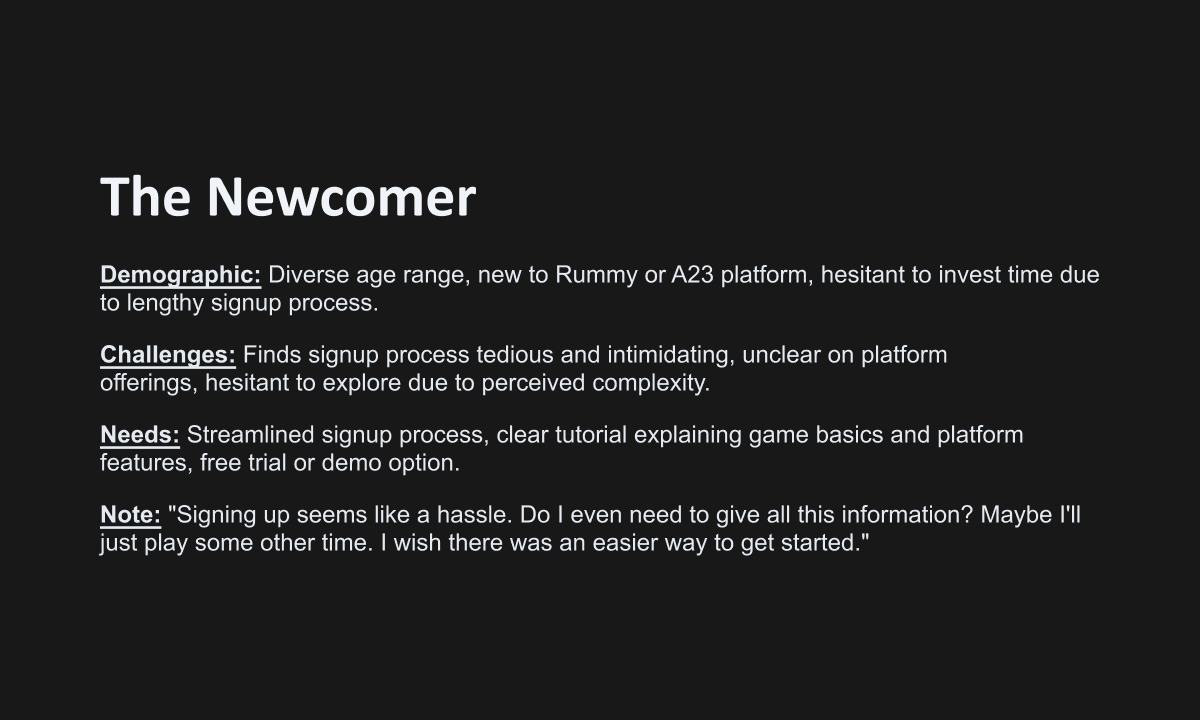 The Newcomer
Demographic: Diverse age range, new to Rummy or A23 platform, hesitant to invest time due
to lengthy signup process.
Challenges: Finds signup process tedious and intimidating, unclear on platform
offerings, hesitant to explore due to perceived complexity.
Needs: Streamlined signup process, clear tutorial explaining game basics and platform
features, free trial or demo option.
Note: "Signing up seems like a hassle. Do I even need to give all this information? Maybe I'll
just play some other time. I wish there was an easier way to get started."